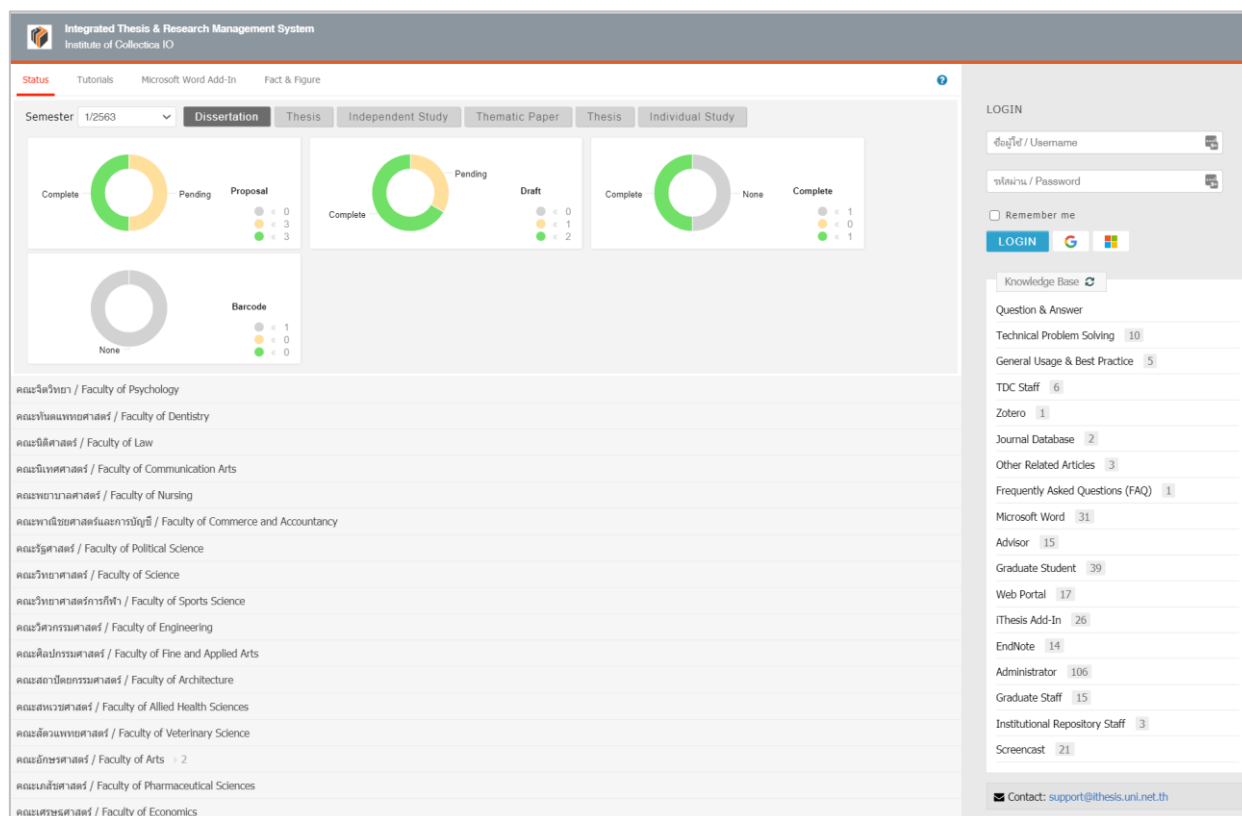 Integrated Thesis & Research Management System
Institute of Collectica IO
Status Tutorials Microsoft Word Add-In Fact & Figure
Semester 1/2563 Dissertation Thesis Independent Study Thematic Paper Thesis Individual Study
Complete Pending Proposal
0
3
3
Complete Pending Draft
0
1
2
Complete None Complete
1
0
1
None Barcode
1
0
0
คณะจิตวิทยา / Faculty of Psychology
คณะทันตแพทยศาสตร์ / Faculty of Dentistry
คณะนิติศาสตร์ / Faculty of Law
คณะนิเทศศาสตร์ / Faculty of Communication Arts
คณะพยาบาลศาสตร์ / Faculty of Nursing
คณะพาณิชยศาสตร์และการบัญชี / Faculty of Commerce and Accountancy
คณะรัฐศาสตร์ / Faculty of Political Science
คณะวิทยาศาสตร์ / Faculty of Science
คณะวิทยาศาสตร์การกีฬา / Faculty of Sports Science
คณะวิศวกรรมศาสตร์ / Faculty of Engineering
คณะศิลปกรรมศาสตร์ / Faculty of Fine and Applied Arts
คณะสถาปัตยกรรมศาสตร์ / Faculty of Architecture
คณะสหเวชศาสตร์ / Faculty of Allied Health Sciences
คณะสัตวแพทยศาสตร์ / Faculty of Veterinary Science
คณะอักษรศาสตร์ / Faculty of Arts 2
คณะเภสัชศาสตร์ / Faculty of Pharmaceutical Sciences
คณะเศรษฐศาสตร์ / Faculty of Economics
LOGIN
ชื่อผู้ใช้ / Username
รหัสผ่าน / Password
Remember me
LOGIN
Knowledge Base
Question & Answer
Technical Problem Solving 10
General Usage & Best Practice 5
TDC Staff 6
Zotero 1
Journal Database 2
Other Related Articles 3
Frequently Asked Questions (FAQ) 1
Microsoft Word 31
Advisor 15
Graduate Student 39
Web Portal 17
iThesis Add-In 26
EndNote 14
Administrator 106
Graduate Staff 15
Institutional Repository Staff 3
Screencast 21
Contact: support@ithesis.uni.net.th